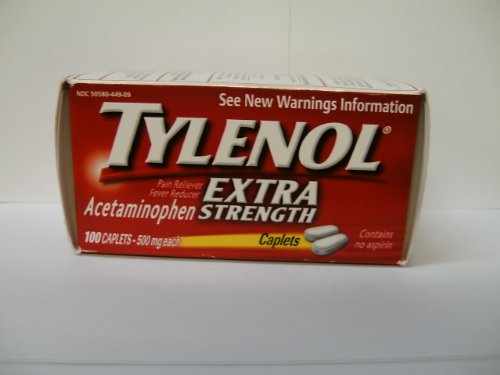 NDC 50580-449-09
See New Warnings Information
TYLENOL®
Pain Reliever
Fever Reducer
EXTRA
Acetaminophen STRENGTH
100 CAPLETS - 500 mg each
Caplets
Contains
no aspirin